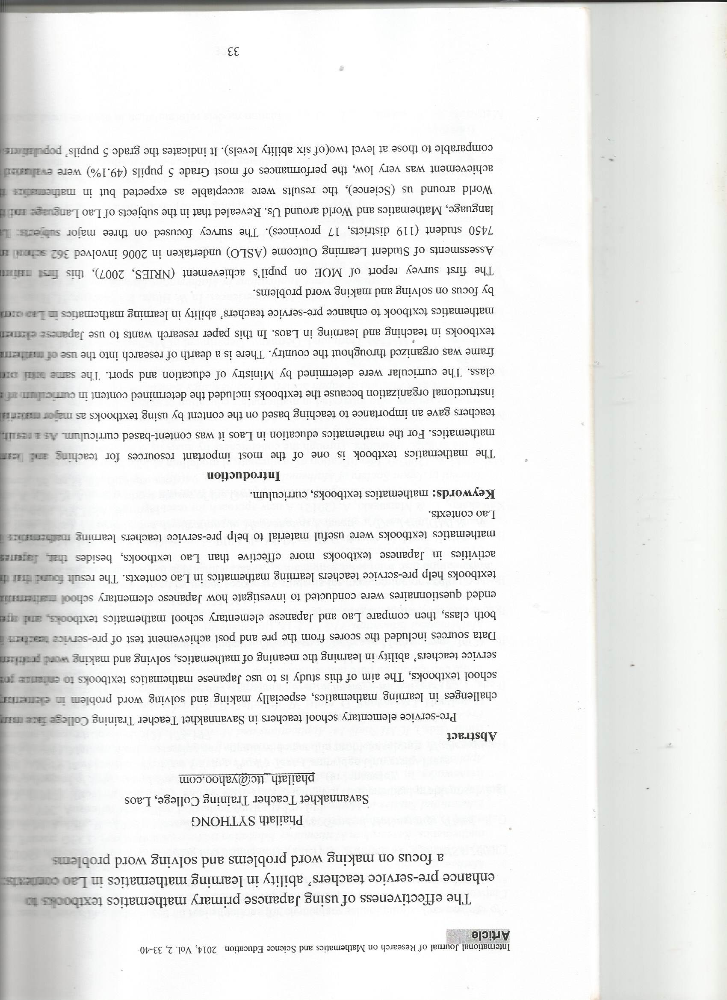 International Journal of Research on Mathematics and Science Education 2014, Vol. 2, 33-40
Article
The effectiveness of using Japanese primary mathematics textbooks to
enhance pre-service teachers' ability in learning mathematics in Lao contexts:
a focus on making word problems and solving word problems
Phailath SYTHONG
Savannakhet Teacher Training College, Laos
phailath_ttc@yahoo.com
Abstract
Pre-service elementary school teachers in Savannakhet Teacher Training College face many
challenges in learning mathematics, especially making and solving word problem in elementary
school textbooks, The aim of this study is to use Japanese mathematics textbooks to enhance pre
service teachers' ability in learning the meaning of mathematics, solving and making word problem
Data sources included the scores from the pre and post achievement test of pre-service teachers
both class, then compare Lao and Japanese elementary school mathematics textbooks, and
ended questionnaires were conducted to investigate how Japanese elementary school
textbooks help pre-service teachers learning mathematics in Lao contexts. The result found that
activities in Japanese textbooks more effective than Lao textbooks, besides that,
mathematics textbooks were useful material to help pre-service teachers learning mathematics
Lao contexts.
Keywords: mathematics textbooks, curriculum.
Introduction
The mathematics textbook is one of the most important resources for teaching and
mathematics. For the mathematics education in Laos it was content-based curriculum. As a result,
teachers gave an importance to teaching based on the content by using textbooks as major
instructional organization because the textbooks included the determined content in curriculum of
class. The curricular were determined by Ministry of education and sport. The same total
frame was organized throughout the country. There is a dearth of research into the use of
textbooks in teaching and learning in Laos. In this paper research wants to use Japanese
mathematics textbook to enhance pre-service teachers' ability in learning mathematics in Lao
by focus on solving and making word problems.
The first survey report of MOE on pupil's achievement (NRIES, 2007), this first
Assessments of Student Learning Outcome (ASLO) undertaken in 2006 involved 362 school
7450 student (119 districts, 17 provinces). The survey focused on three major subjects:
language, Mathematics and World around Us. Revealed that in the subjects of Lao Language and
World around us (Science), the results were acceptable as expected but in mathematics
achievement was very low, the performances of most Grade 5 pupils (49.1%) were evaluated
comparable to those at level two(of six ability levels). It indicates the grade 5 pupils' populations
33